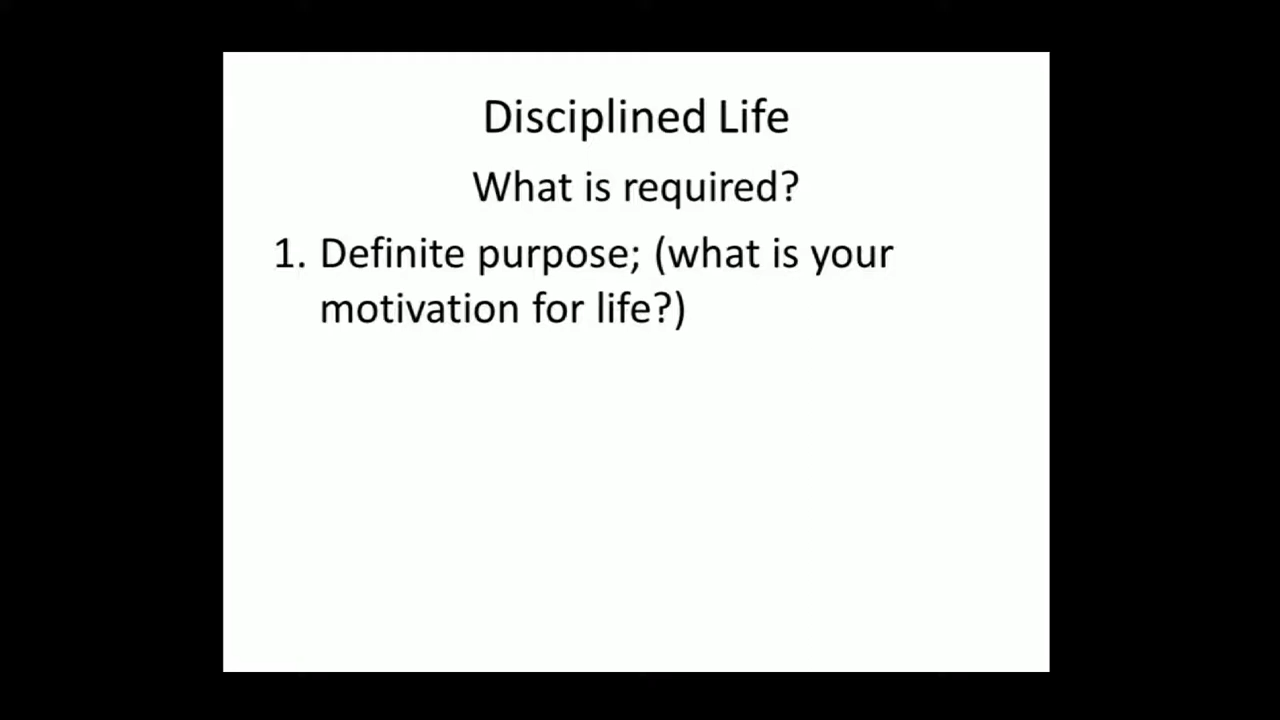 Disciplined Life
What is required?
1. Definite purpose; (what is your
motivation for life?)